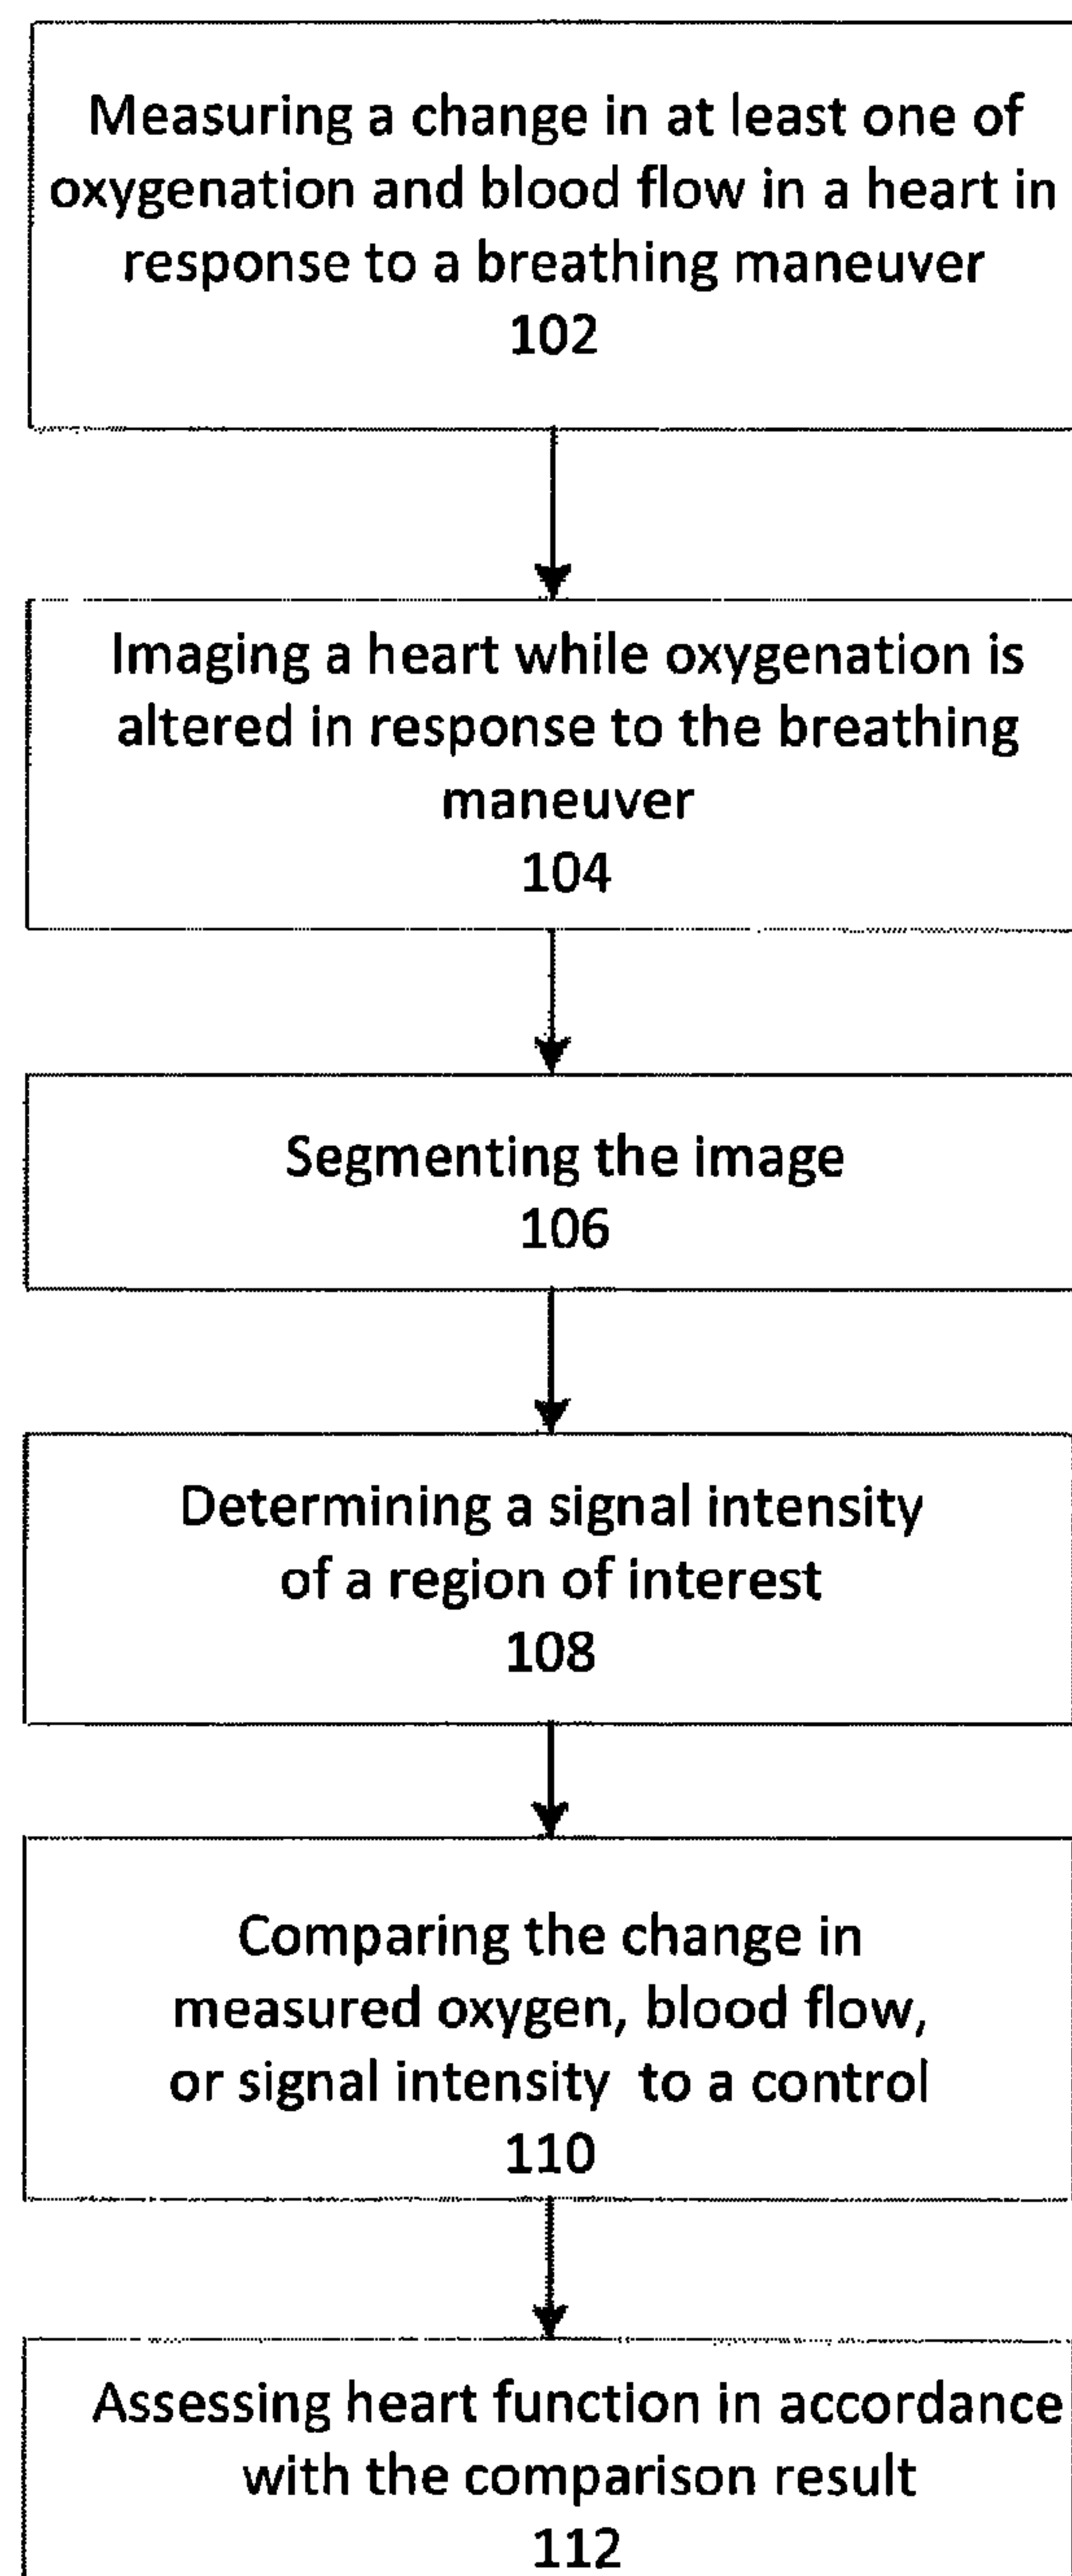 Measuring a change in at least one of
oxygenation and blood flow in a heart in
response to a breathing maneuver
102
Imaging a heart while oxygenation is
altered in response to the breathing
maneuver
104
Segmenting the image
106
Determining a signal intensity
of a region of interest
108
Comparing the change in
measured oxygen, blood flow,
or signal intensity to a control
110
Assessing heart function in accordance
with the comparison result
112